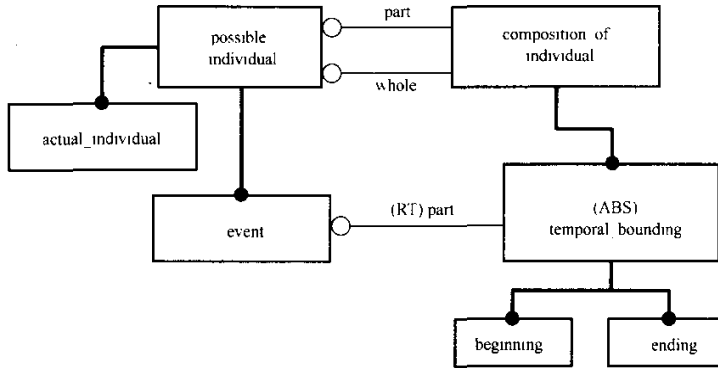 part
possible
individual
composition of
individual
whole
actual_individual
event
(RT) part
(ABS)
temporal_bounding
beginning
ending